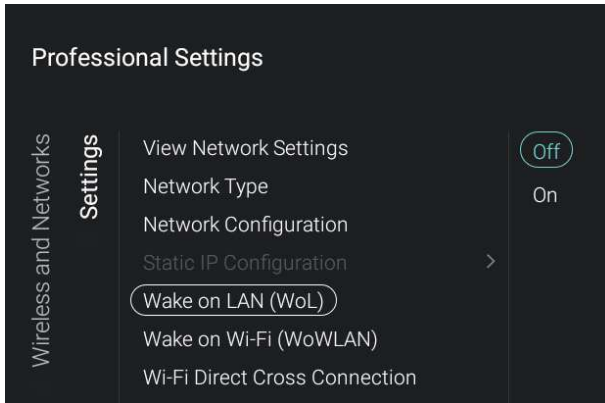 Professional Settings
Wireless and Networks
Settings
View Network Settings
Network Type
Network Configuration
Static IP Configuration
Wake on LAN (WoL)
Wake on Wi-Fi (WoWLAN)
Wi-Fi Direct Cross Connection
Off
On